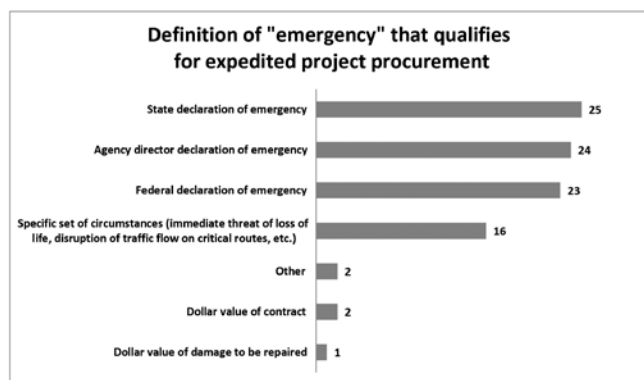 Definition of "emergency" that qualifies
for expedited project procurement
State declaration of emergency
25
Agency director declaration of emergency
24
Federal declaration of emergency
23
Specific set of circumstances (immediate threat of loss of
life, disruption of traffic flow on critical routes, etc.)
16
Other
2
Dollar value of contract
2
Dollar value of damage to be repaired
1